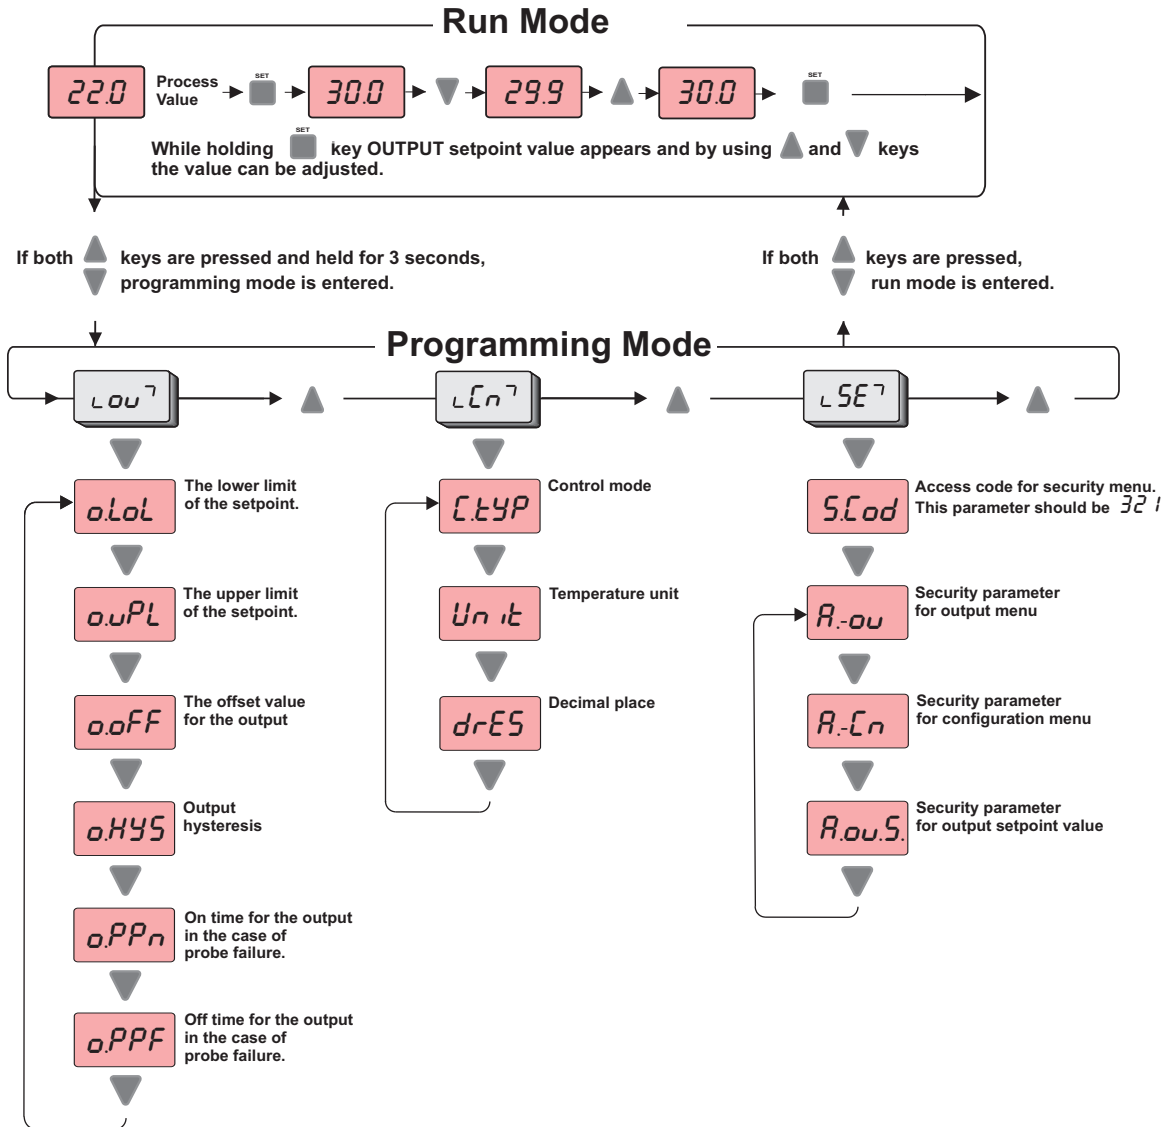 Run Mode
22.0
Process
Value
SET
30.0
29.9
30.0
SET
While holding SET key OUTPUT setpoint value appears and by using and keys
the value can be adjusted.
If both keys are pressed and held for 3 seconds,
programming mode is entered.
If both keys are pressed,
run mode is entered.
Programming Mode
ou
Cn
SE
o.LoL
The lower limit
of the setpoint.
o.uPL
The upper limit
of the setpoint.
o.oFF
The offset value
for the output
o.HYS
Output
hysteresis
o.PPn
On time for the output
in the case of
probe failure.
o.PPF
Off time for the output
in the case of
probe failure.
C.tYP
Control mode
Unit
Temperature unit
drES
Decimal place
S.Cod
Access code for security menu.
This parameter should be 321
A.-ou
Security parameter
for output menu
A.-Cn
Security parameter
for configuration menu
A.ou.S.
Security parameter
for output setpoint value